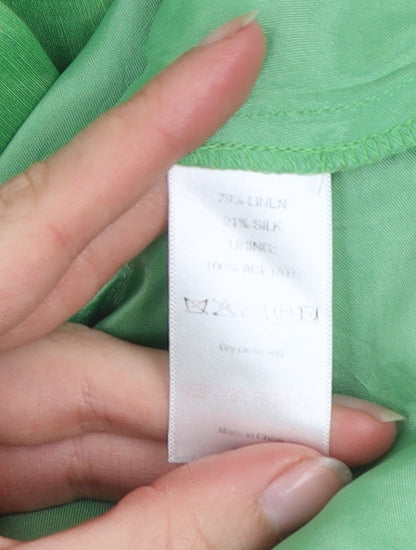 79% LINEN
21% SILK
LINING:
100% ACETATE
Dry clean only
Made in China